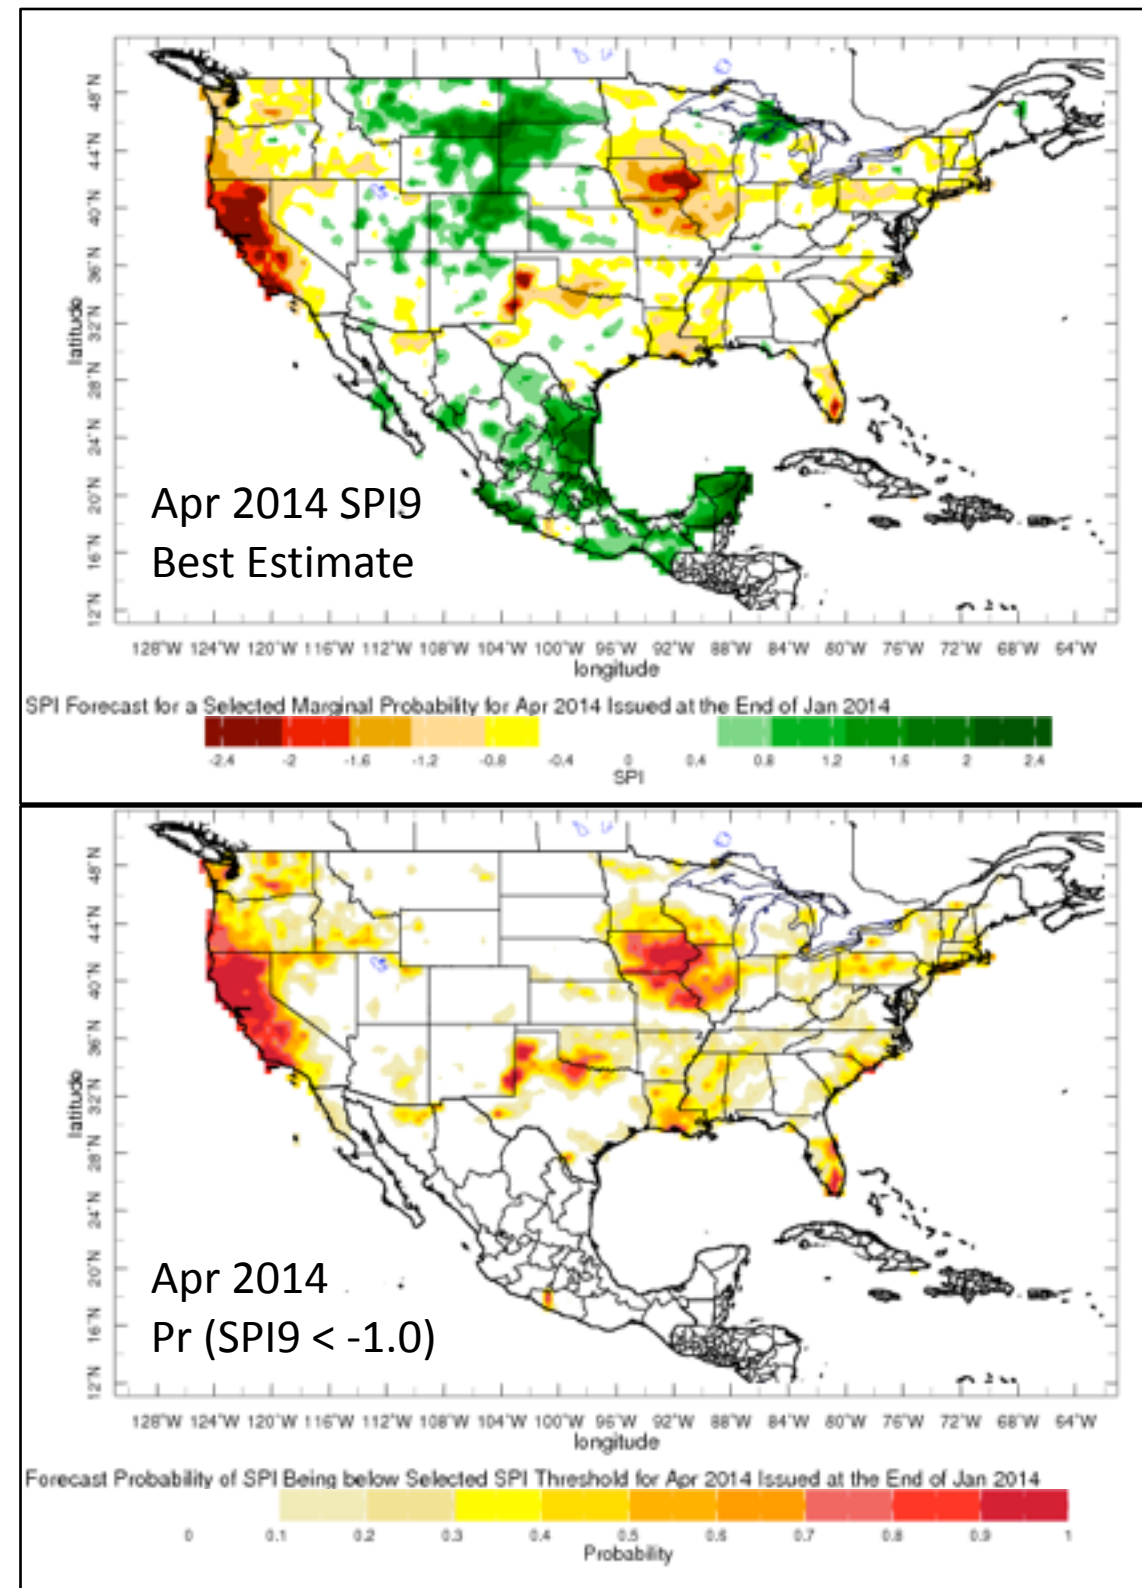 48°N
44°N
40°N
36°N
32°N
28°N
24°N
20°N
16°N
12°N
latitude
Apr 2014 SPI9
Best Estimate
128°W 124°W 120°W 116°W 112°W 108°W 104°W 100°W 96°W 92°W 88°W 84°W 80°W 76°W 72°W 68°W 64°W
longitude
SPI Forecast for a Selected Marginal Probability for Apr 2014 Issued at the End of Jan 2014
-2.4 -2 -1.6 -1.2 -0.8 -0.4 0 0.4 0.8 1.2 1.6 2 2.4
SPI
48°N
44°N
40°N
36°N
32°N
28°N
24°N
20°N
16°N
12°N
latitude
Apr 2014
Pr (SPI9 < -1.0)
128°W 124°W 120°W 116°W 112°W 108°W 104°W 100°W 96°W 92°W 88°W 84°W 80°W 76°W 72°W 68°W 64°W
longitude
Forecast Probability of SPI Being below Selected SPI Threshold for Apr 2014 Issued at the End of Jan 2014
0 0.1 0.2 0.3 0.4 0.5 0.6 0.7 0.8 0.9 1
Probability